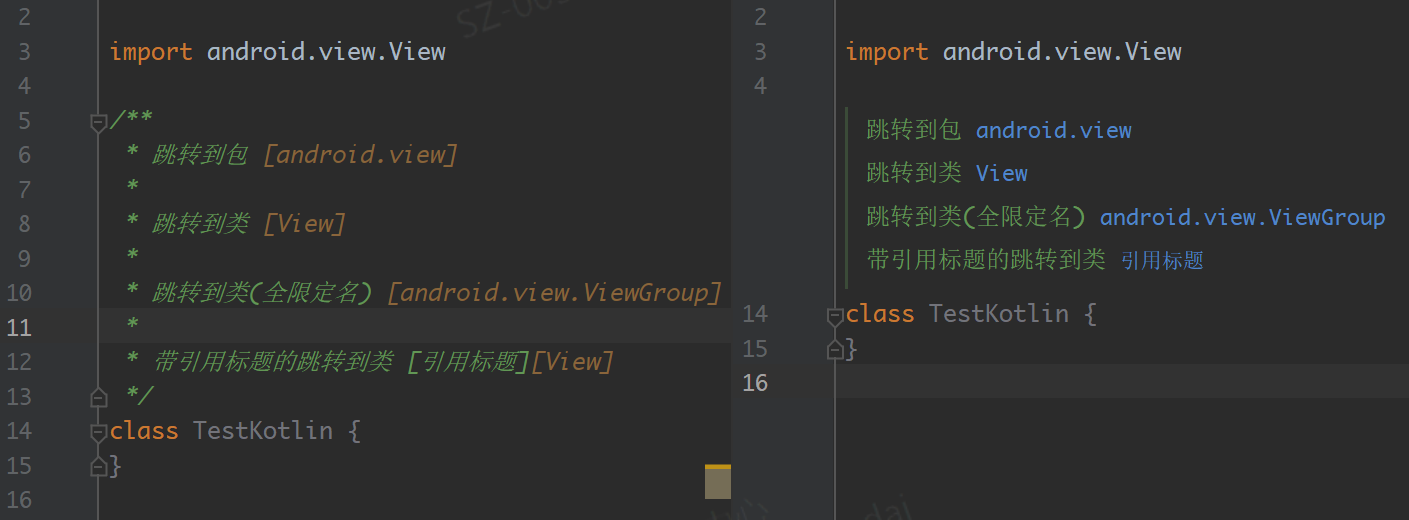 2
3 import android.view.View
4
5 /**
6 * 跳转到包 [android.view]
7 *
8 * 跳转到类 [View]
9 *
10 * 跳转到类(全限定名) [android.view.ViewGroup]
11 *
12 * 带引用标题的跳转到类 [引用标题][View]
13 */
14 class TestKotlin {
15 }
16
2
3 import android.view.View
4
跳转到包 android.view
跳转到类 View
跳转到类(全限定名) android.view.ViewGroup
带引用标题的跳转到类 引用标题
14 class TestKotlin {
15 }
16